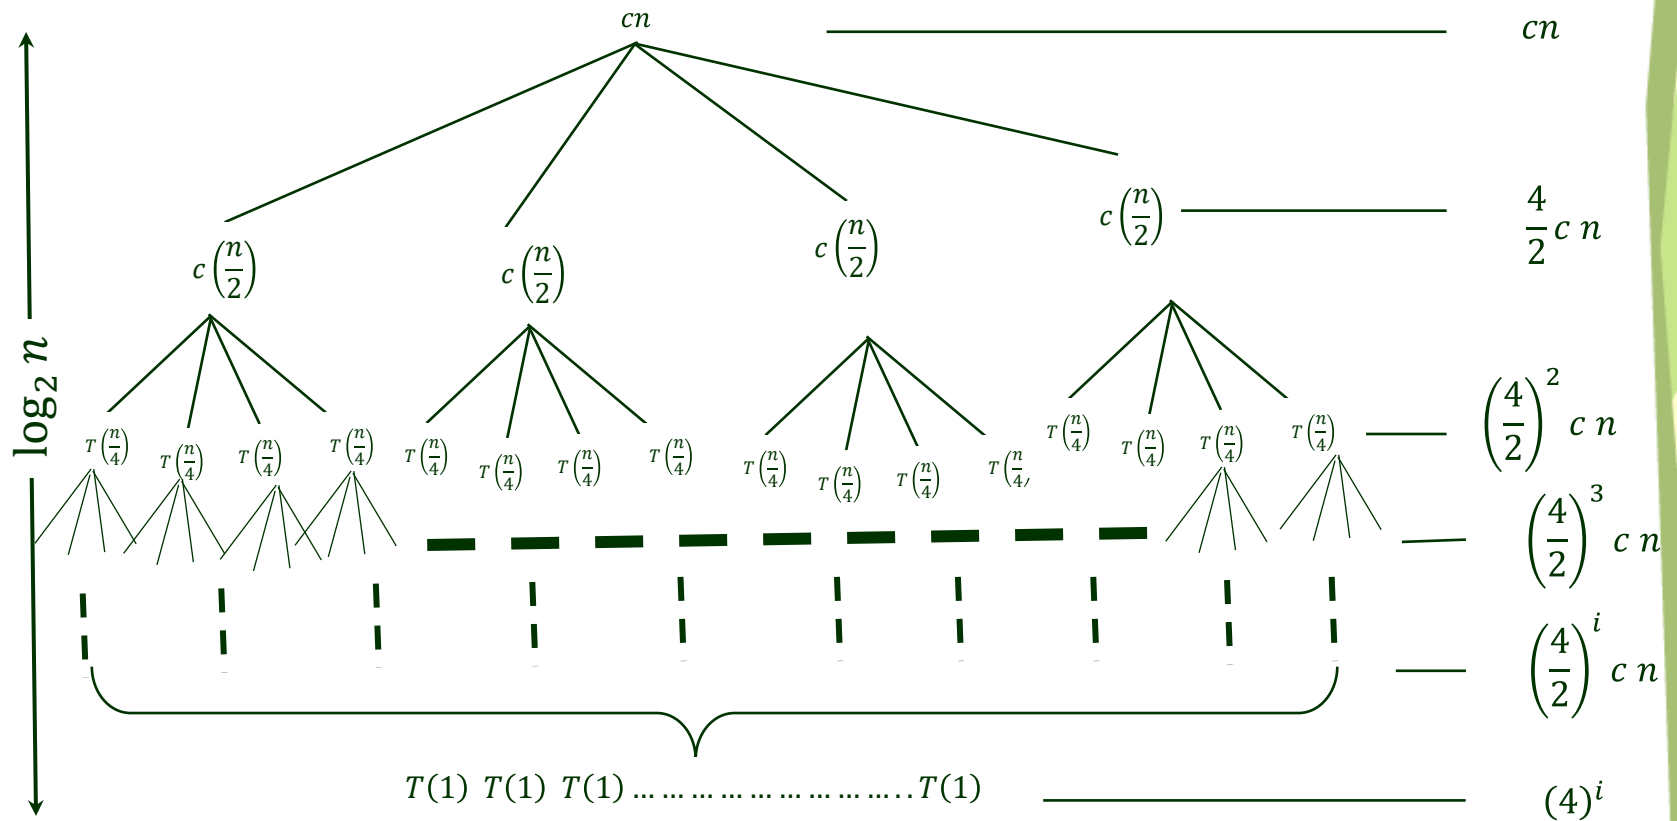 cn
cn
c(n/2) c(n/2) c(n/2) c(n/2)
4/2 c n
log₂ n
T(n/4) T(n/4) T(n/4) T(n/4) T(n/4) T(n/4) T(n/4) T(n/4) T(n/4) T(n/4) T(n/4) T(n/4, T(n/4) T(n/4) T(n/4) T(n/4)
(4/2)² c n
(4/2)³ c n
(4/2)ⁱ c n
T(1) T(1) T(1) … … … … … … … … … . . T(1)
(4)ⁱ